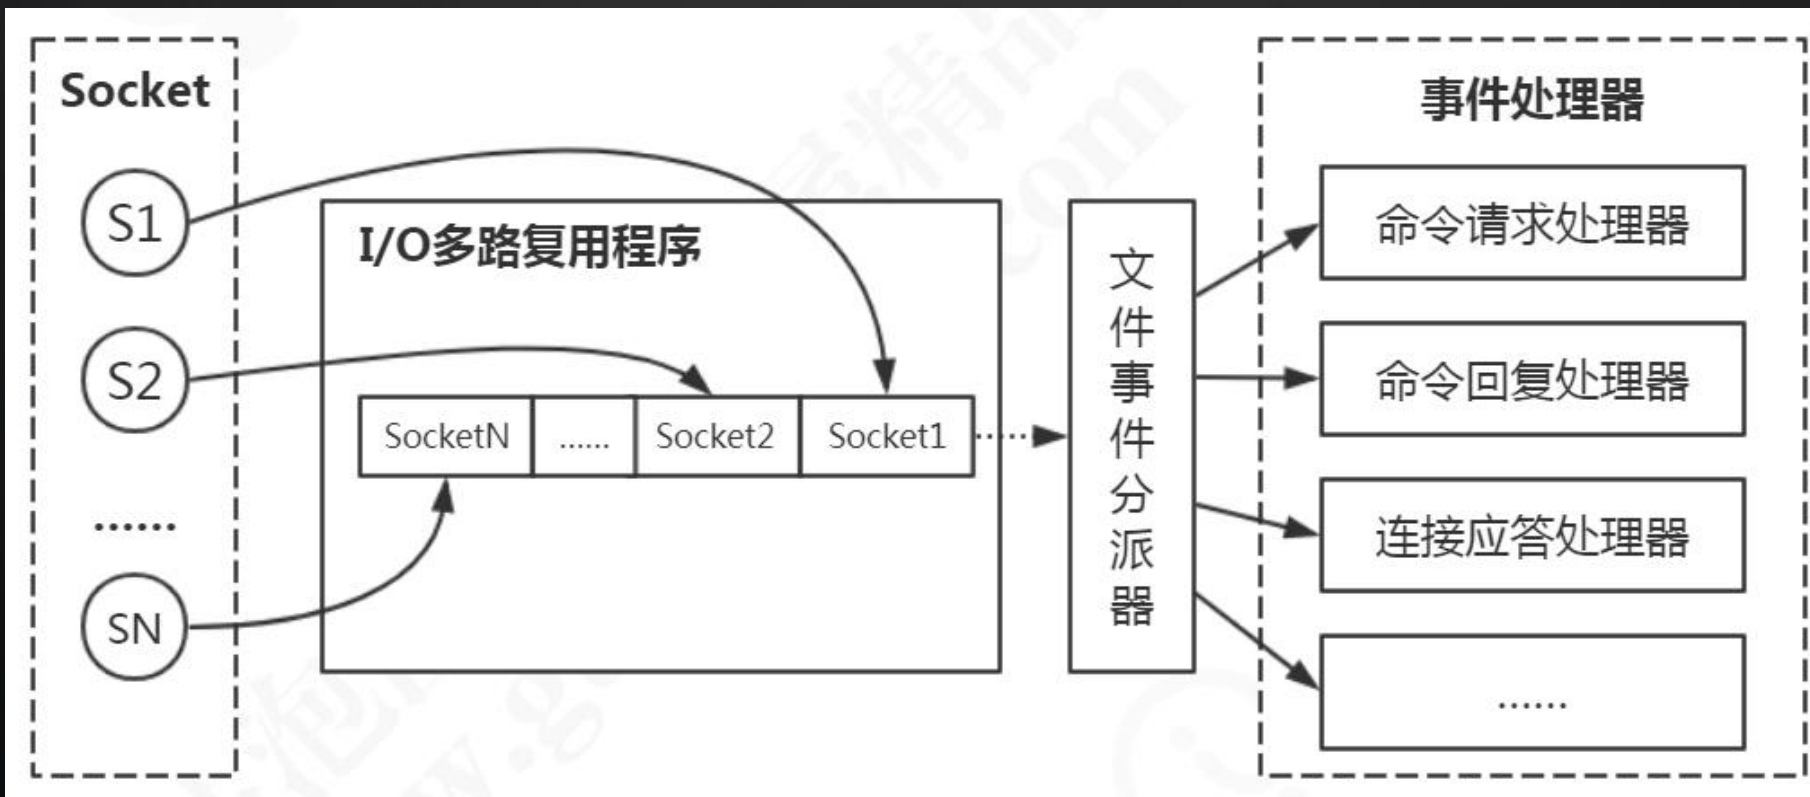 Socket
S1
S2
......
SN
I/O多路复用程序
SocketN
......
Socket2
Socket1
文件事件分派器
事件处理器
命令请求处理器
命令回复处理器
连接应答处理器
......